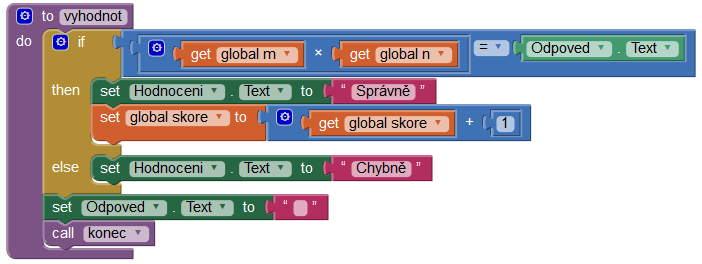 to vyhodnot
do if get global m × get global n = Odpoved . Text
then set Hodnoceni . Text to “ Správně ”
set global skore to get global skore + 1
else set Hodnoceni . Text to “ Chybně ”
set Odpoved . Text to “ ”
call konec